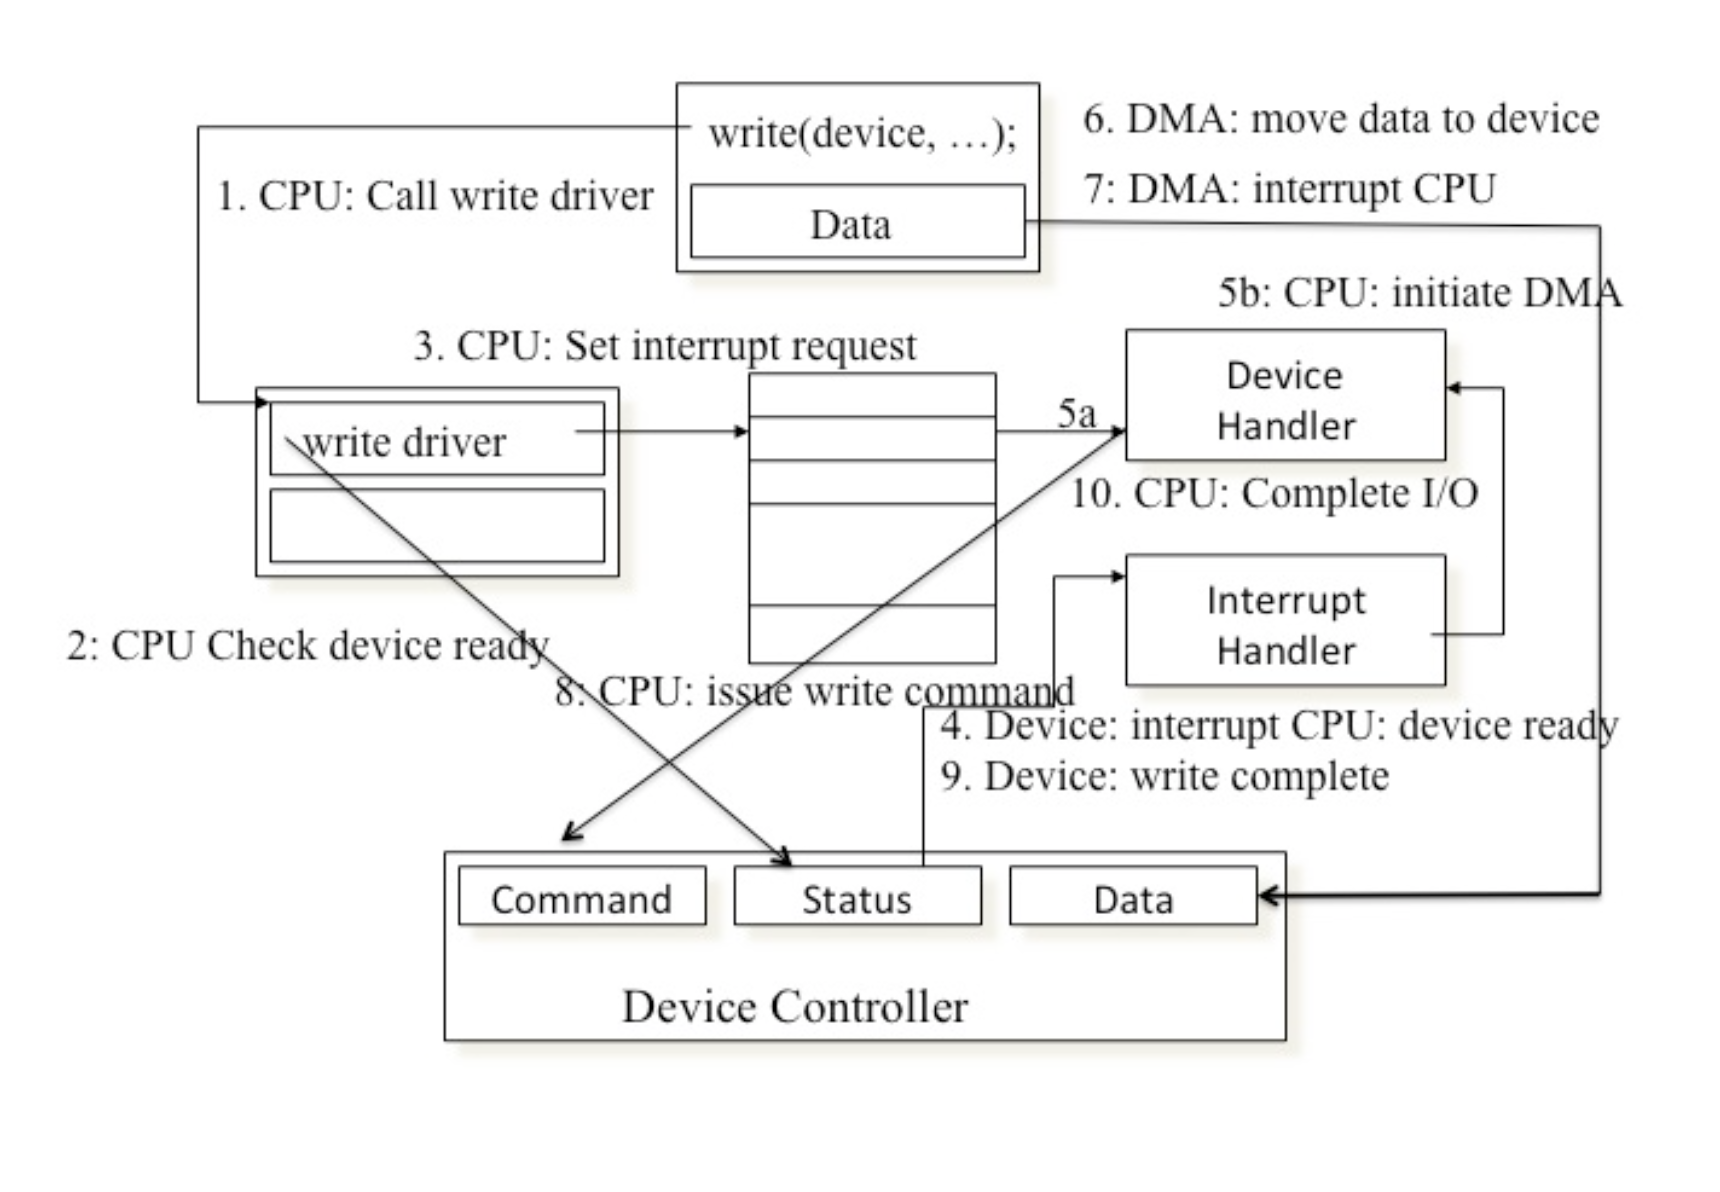 write(device, …);
6. DMA: move data to device
1. CPU: Call write driver
7: DMA: interrupt CPU
Data
5b: CPU: initiate DMA
3. CPU: Set interrupt request
Device
Handler
5a
write driver
10. CPU: Complete I/O
Interrupt
Handler
2: CPU Check device ready
8: CPU: issue write command
4. Device: interrupt CPU: device ready
9. Device: write complete
Command
Status
Data
Device Controller